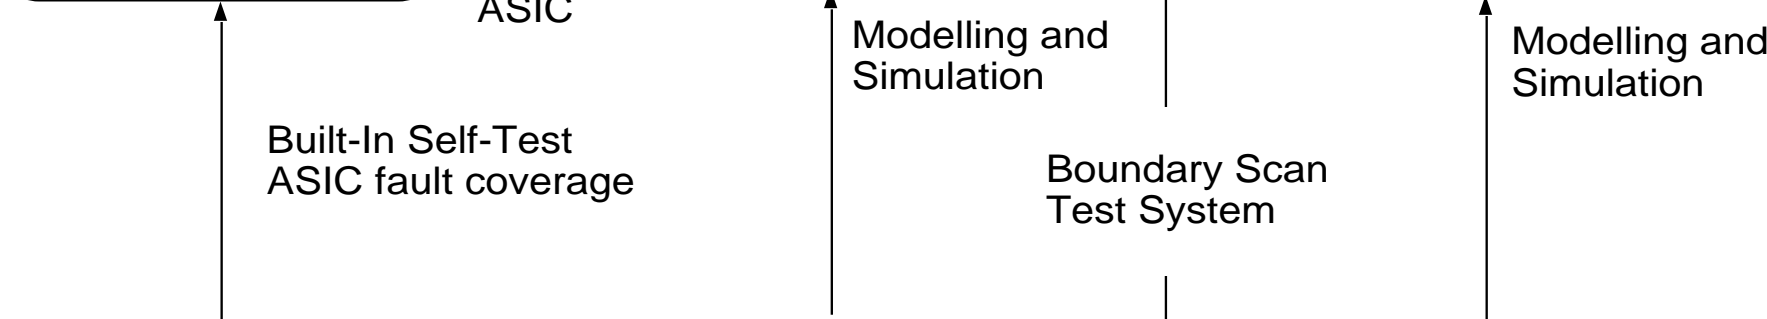 ASIC
Modelling and
Simulation
Modelling and
Simulation
Built-In Self-Test
ASIC fault coverage
Boundary Scan
Test System